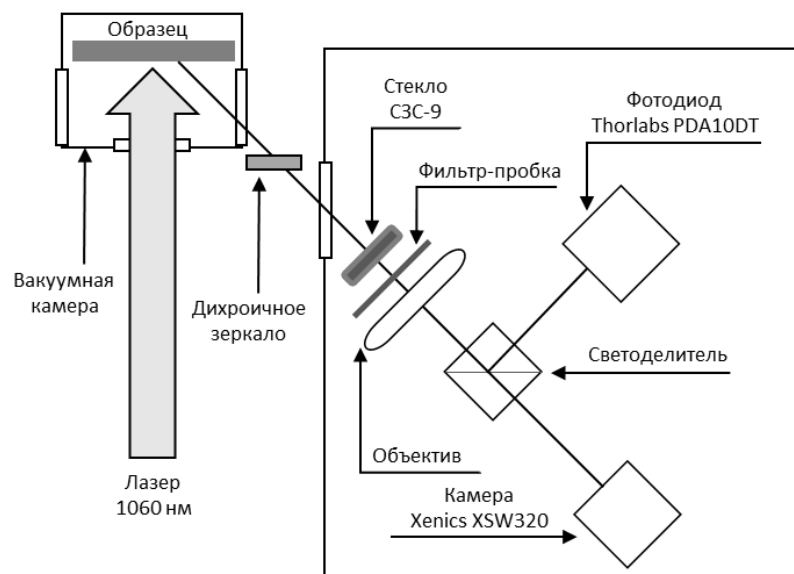 Образец
Стекло
СЗС-9
Фотодиод
Thorlabs PDA10DT
Фильтр-пробка
Вакуумная
камера
Дихроичное
зеркало
Светоделитель
Объектив
Лазер
1060 нм
Камера
Xenics XSW320